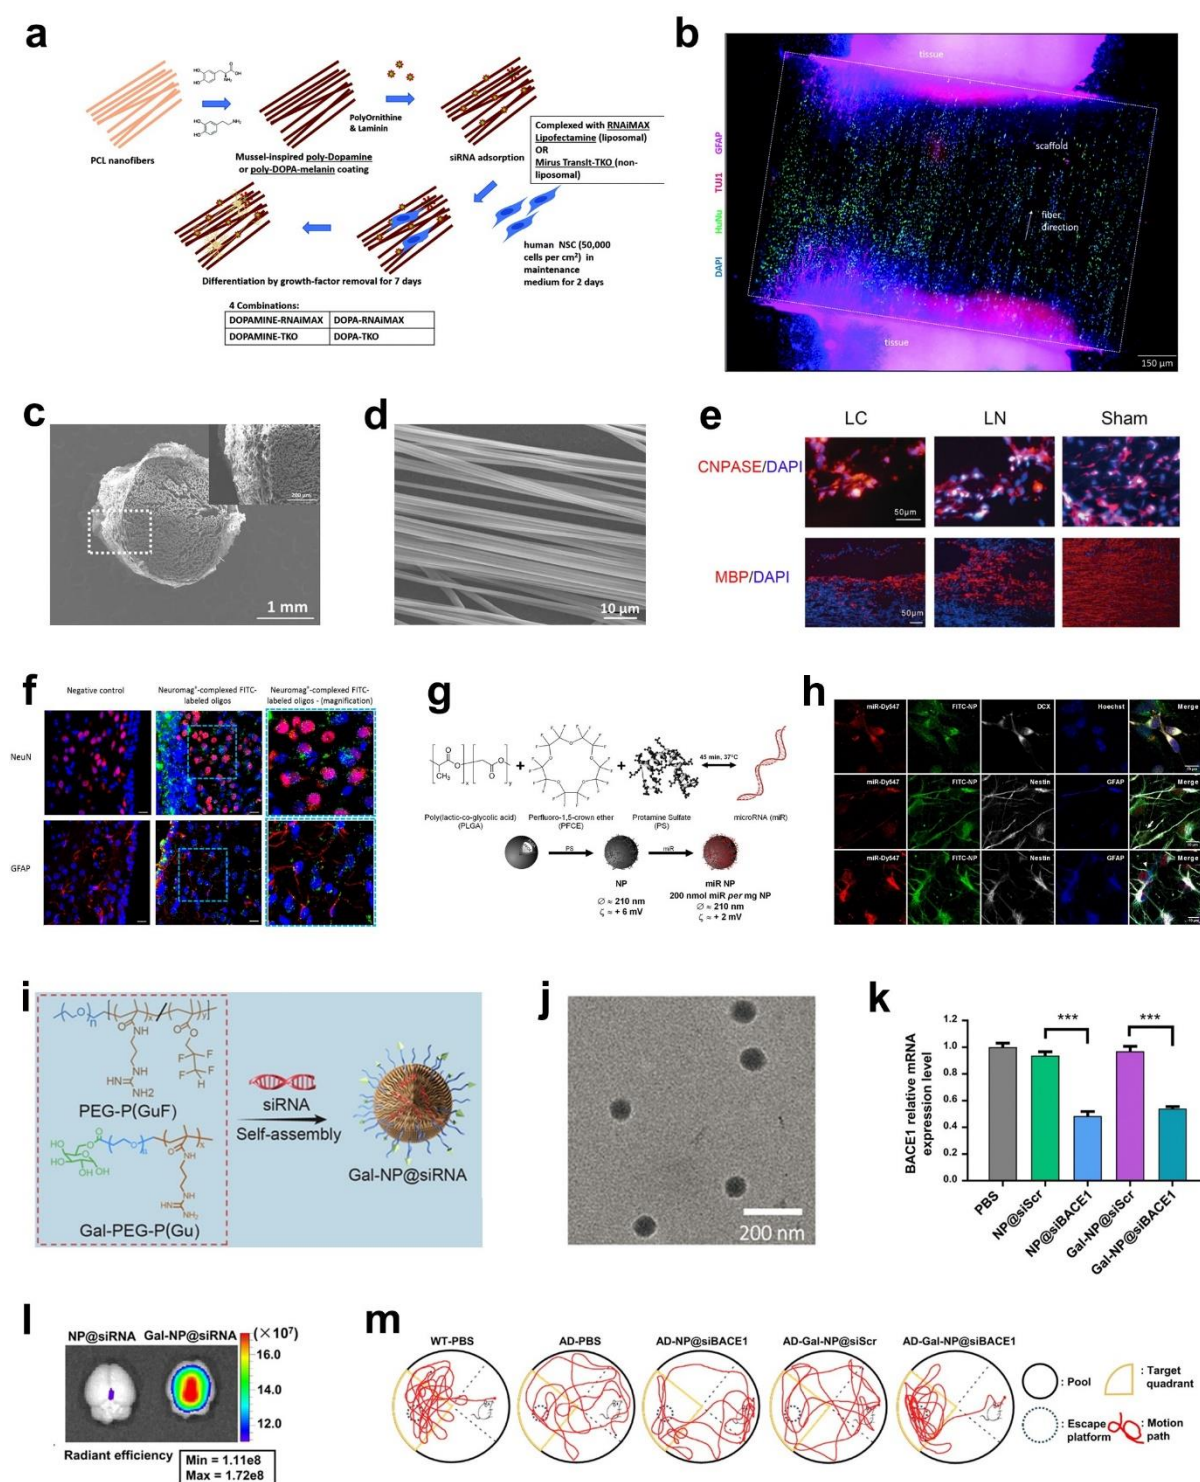 a
PCL nanofibers
Mussel-inspired poly-Dopamine
or poly-DOPA-melanin coating
PolyOrnithine
& Laminin
siRNA adsorption
Complexed with RNAiMAX
Lipofectamine (liposomal)
OR
Mirus TransIt-TKO (non-
liposomal)
human NSC (50,000
cells per cm²) in
maintenance
medium for 2 days
Differentiation by growth-factor removal for 7 days
4 Combinations:
DOPAMINE-RNAiMAX DOPA-RNAiMAX
DOPAMINE-TKO DOPA-TKO
b
tissue
scaffold
fiber
direction
tissue
150 µm
DAPI HuNu TUJ1 GFAP
c
200 µm
1 mm
d
10 µm
e
LC LN Sham
CNPASE/DAPI
50µm
MBP/DAPI
50µm
f
Negative control
Neuromag®-complexed FITC-
labeled oligos
Neuromag®-complexed FITC-
labeled oligos - (magnification)
NeuN
GFAP
g
45 min, 37°C
Poly(lactic-co-glycolic acid)
(PLGA)
Perfluoro-1,5-crown ether
(PFCE)
Protamine Sulfate
(PS)
microRNA (miR)
PS
miR
NP
∅ ≈ 210 nm
ζ ≈ + 6 mV
miR NP
200 nmol miR per mg NP
∅ ≈ 210 nm
ζ ≈ + 2 mV
h
miR-Dy547 FITC-NP DCX Hoechst Merge
miR-Dy547 FITC-NP Nestin GFAP Merge
miR-Dy547 FITC-NP Nestin GFAP Merge
i
PEG-P(GuF)
Gal-PEG-P(Gu)
siRNA
Self-assembly
Gal-NP@siRNA
j
200 nm
k
BACE1 relative mRNA
expression level
1.2
1.0
0.8
0.6
0.4
0.2
0.0
*** ***
PBS
NP@siScr
NP@siBACE1
Gal-NP@siScr
Gal-NP@siBACE1
l
NP@siRNA Gal-NP@siRNA (×10⁷)
16.0
14.0
12.0
Radiant efficiency
Min = 1.11e8
Max = 1.72e8
m
WT-PBS AD-PBS AD-NP@siBACE1 AD-Gal-NP@siScr AD-Gal-NP@siBACE1
: Pool
: Target
quadrant
: Escape
platform
: Motion
path